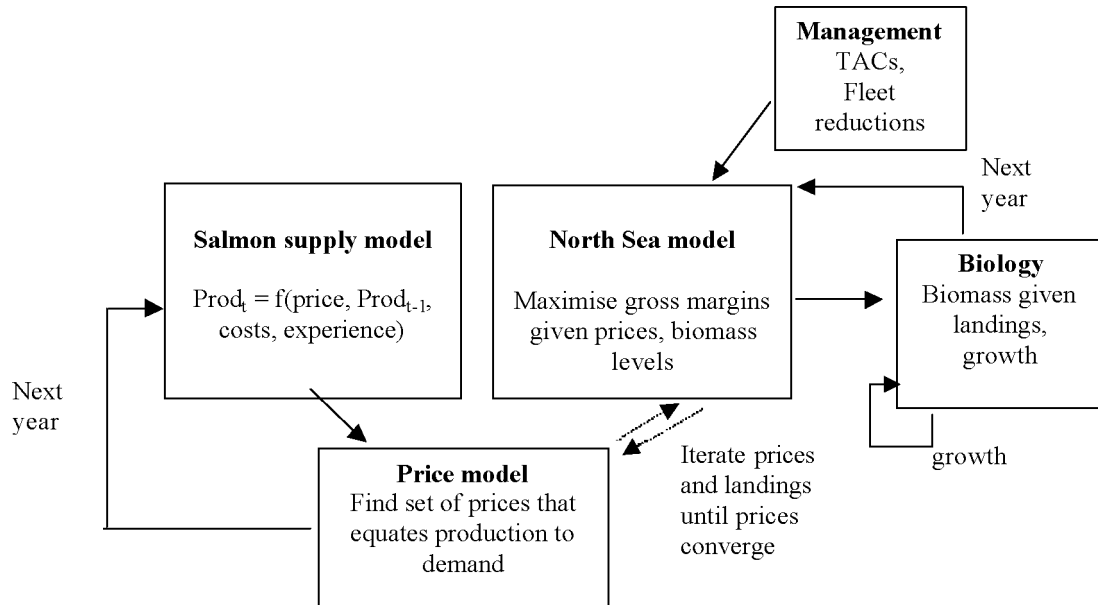 Management
TACs,
Fleet
reductions
Next
year
Salmon supply model
Prodₜ = f(price, Prodₜ₋₁,
costs, experience)
North Sea model
Maximise gross margins
given prices, biomass
levels
Biology
Biomass given
landings,
growth
Next
year
growth
Iterate prices
and landings
until prices
converge
Price model
Find set of prices that
equates production to
demand